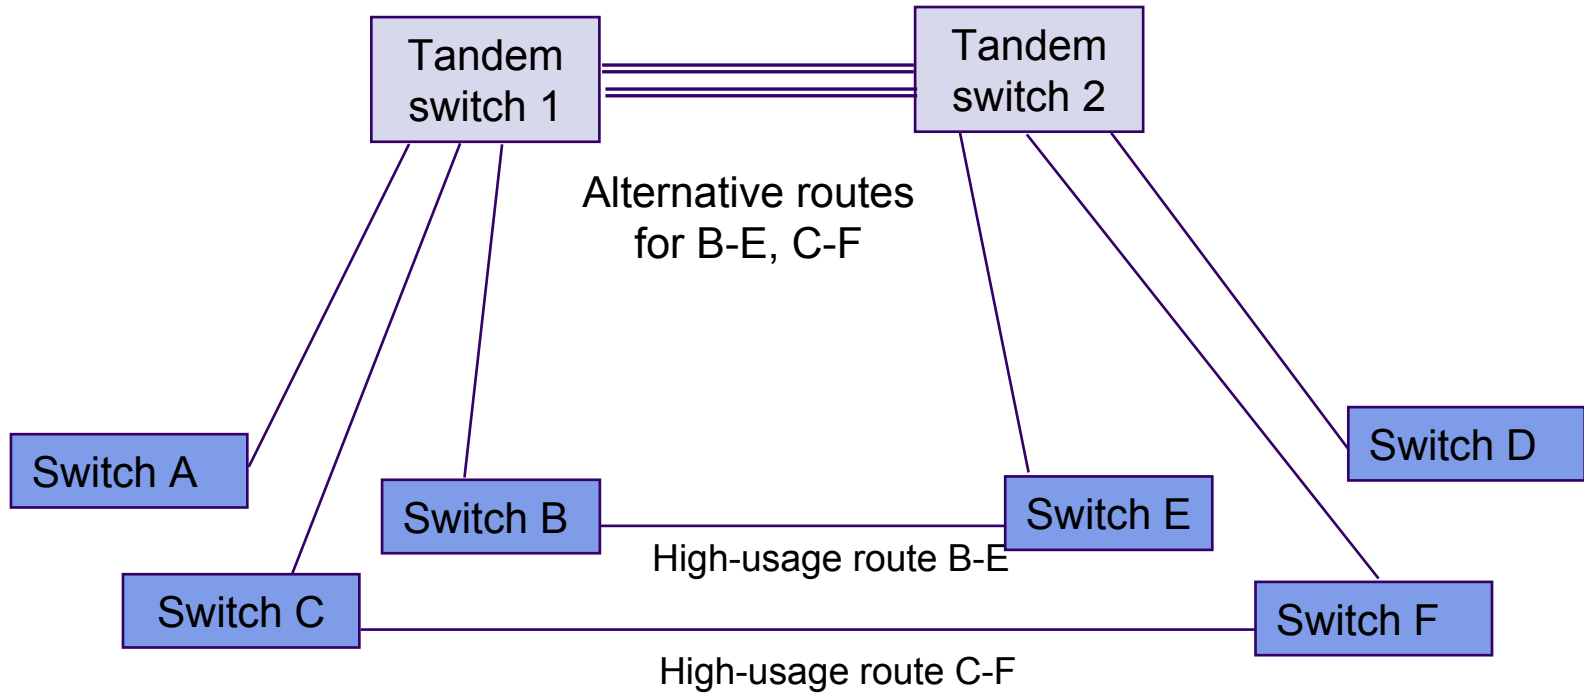 Tandem
switch 1
Tandem
switch 2
Alternative routes
for B-E, C-F
Switch A
Switch D
Switch B
Switch E
High-usage route B-E
Switch C
Switch F
High-usage route C-F